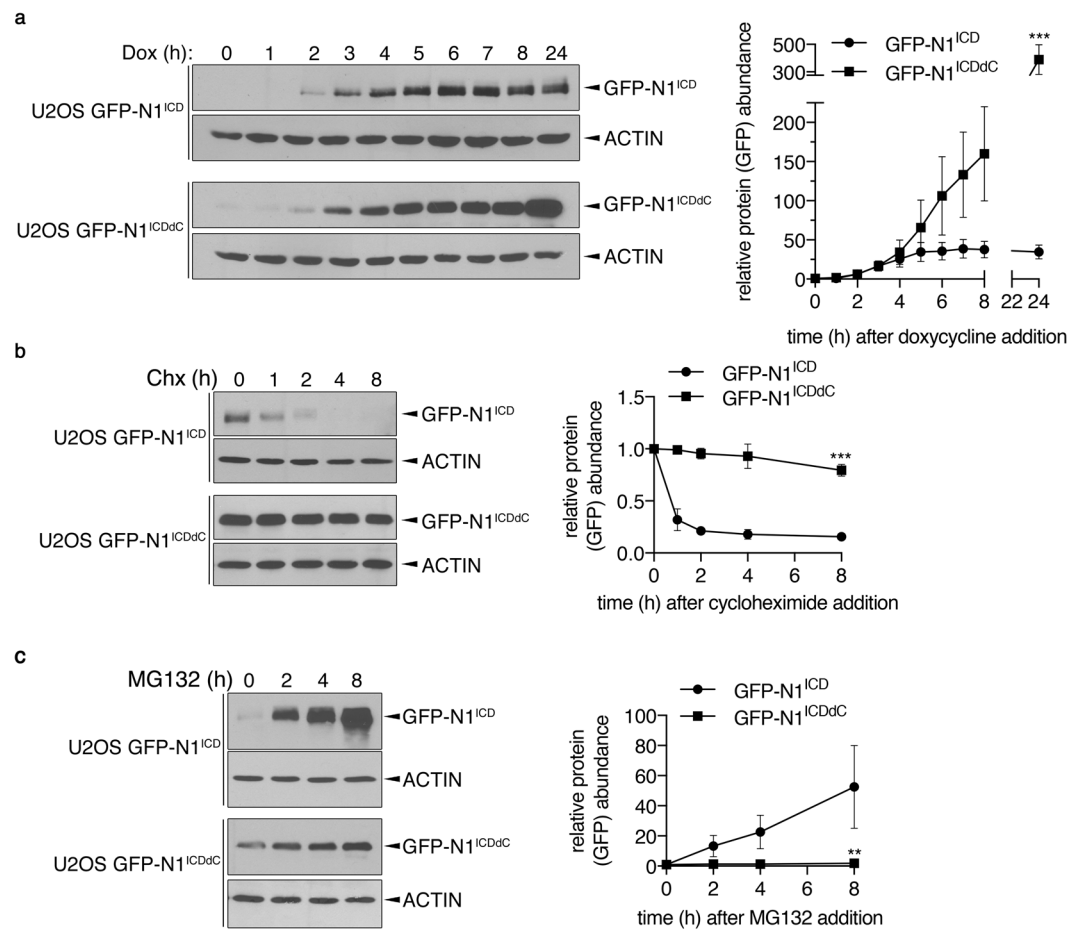 a
Dox (h): 0 1 2 3 4 5 6 7 8 24
U2OS GFP-N1ICD
GFP-N1ICD
ACTIN
U2OS GFP-N1ICDdC
GFP-N1ICDdC
ACTIN
GFP-N1ICD
GFP-N1ICDdC
***
500
300
200
150
100
50
0
relative protein (GFP) abundance
0 2 4 6 8 22 24
time (h) after doxycycline addition
b
Chx (h) 0 1 2 4 8
U2OS GFP-N1ICD
GFP-N1ICD
ACTIN
U2OS GFP-N1ICDdC
GFP-N1ICDdC
ACTIN
GFP-N1ICD
GFP-N1ICDdC
1.5
1.0
0.5
0.0
***
relative protein
(GFP) abundance
0 2 4 6 8
time (h) after cycloheximide addition
c
MG132 (h) 0 2 4 8
U2OS GFP-N1ICD
GFP-N1ICD
ACTIN
U2OS GFP-N1ICDdC
GFP-N1ICDdC
ACTIN
GFP-N1ICD
GFP-N1ICDdC
100
80
60
40
20
0
**
relative protein
(GFP) abundance
0 2 4 6 8
time (h) after MG132 addition